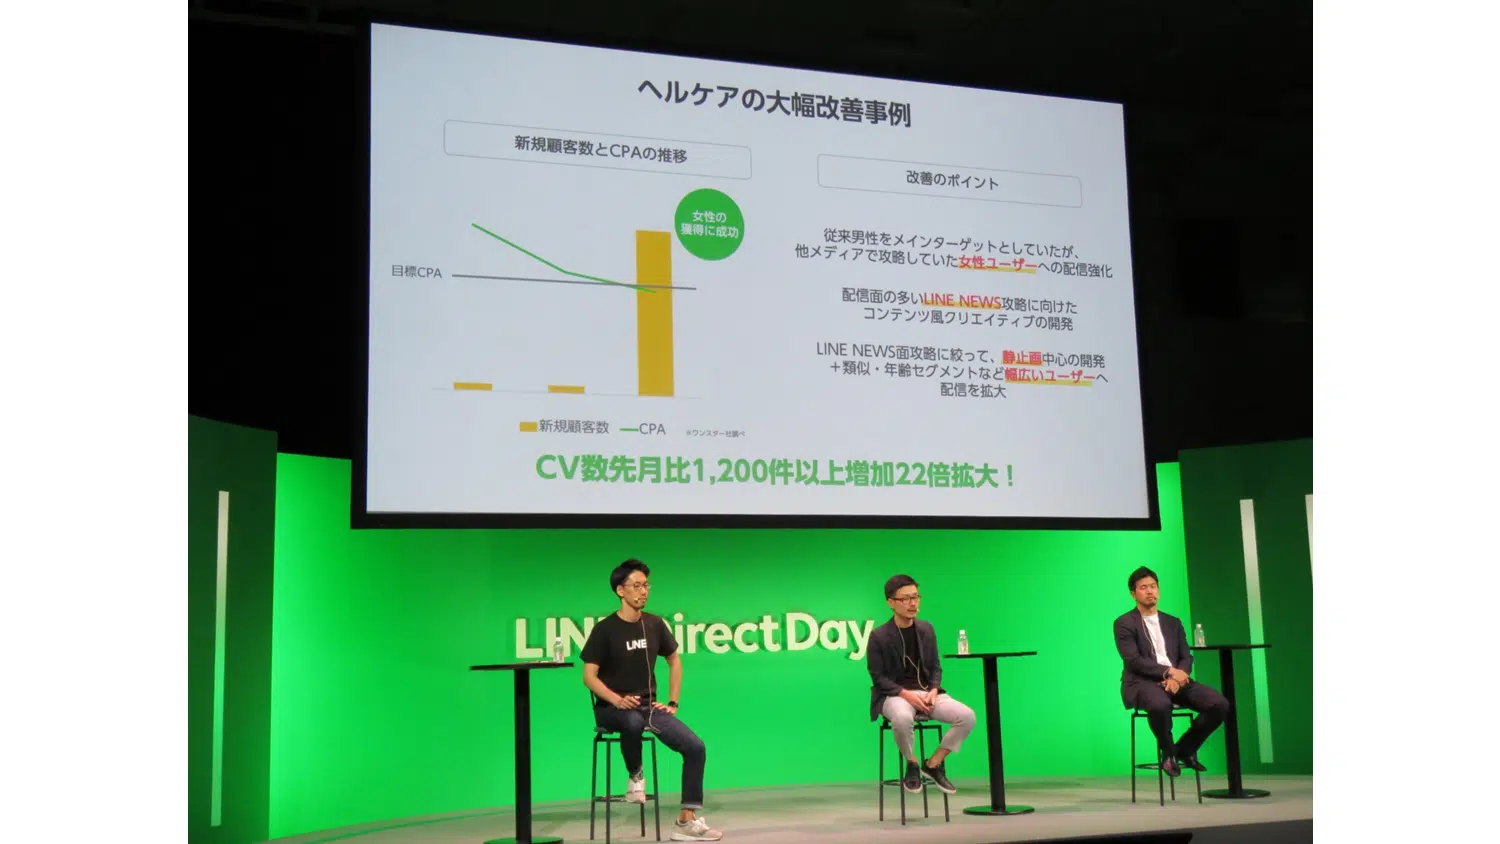 ヘルケアの大幅改善事例
新規顧客数とCPAの推移
女性の
獲得に成功
目標CPA
新規顧客数
CPA
※ウンスター社調べ
CV数先月比1,200件以上増加22倍拡大！
改善のポイント
従来男性をメインターゲットとしていたが、
他メディアで攻略していた女性ユーザーへの配信強化
配信面の多いLINE NEWS攻略に向けた
コンテンツ風クリエイティブの開発
LINE NEWS面攻略に絞って、静止画中心の開発
＋類似・年齢セグメントなど幅広いユーザーへ
配信を拡大
LINE Direct Day
LINE